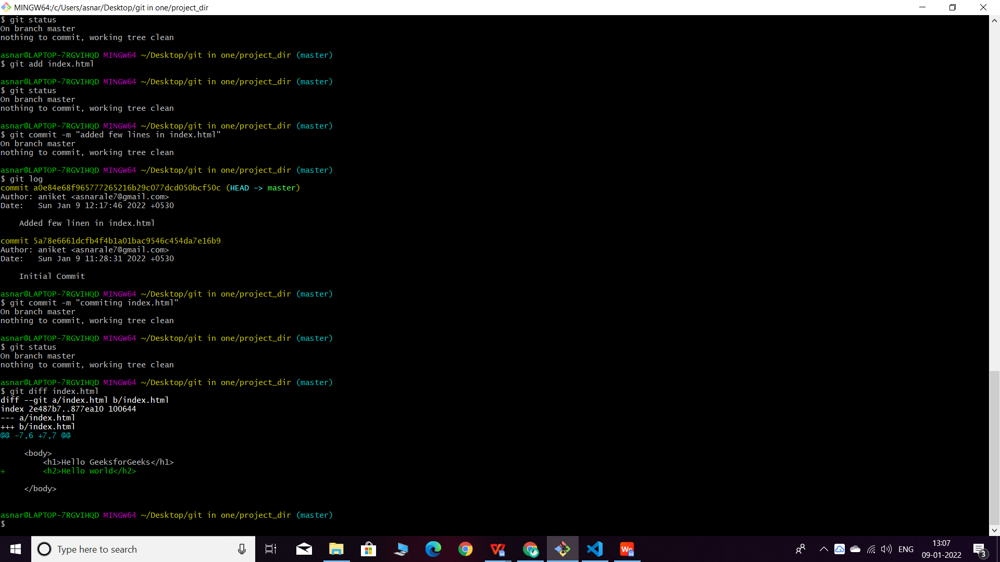 MINGW64:/c/Users/asnar/Desktop/git in one/project_dir
$ git status
On branch master
nothing to commit, working tree clean
asnar@LAPTOP-7RGVIHQD MINGW64 ~/Desktop/git in one/project_dir (master)
$ git add index.html
asnar@LAPTOP-7RGVIHQD MINGW64 ~/Desktop/git in one/project_dir (master)
$ git status
On branch master
nothing to commit, working tree clean
asnar@LAPTOP-7RGVIHQD MINGW64 ~/Desktop/git in one/project_dir (master)
$ git commit -m "added few lines in index.html"
On branch master
nothing to commit, working tree clean
asnar@LAPTOP-7RGVIHQD MINGW64 ~/Desktop/git in one/project_dir (master)
$ git log
commit a0e84e68f965777265216b29c077dcd050bcf50c (HEAD -> master)
Author: aniket <asnarale7@gmail.com>
Date:   Sun Jan 9 12:17:46 2022 +0530
    Added few linen in index.html
commit 5a78e6661dcfb4f4b1a01bac9546c454da7e16b9
Author: aniket <asnarale7@gmail.com>
Date:   Sun Jan 9 11:28:31 2022 +0530
    Initial Commit
asnar@LAPTOP-7RGVIHQD MINGW64 ~/Desktop/git in one/project_dir (master)
$ git commit -m "commiting index.html"
On branch master
nothing to commit, working tree clean
asnar@LAPTOP-7RGVIHQD MINGW64 ~/Desktop/git in one/project_dir (master)
$ git status
On branch master
nothing to commit, working tree clean
asnar@LAPTOP-7RGVIHQD MINGW64 ~/Desktop/git in one/project_dir (master)
$ git diff index.html
diff --git a/index.html b/index.html
index 2e487b7..877ea10 100644
--- a/index.html
+++ b/index.html
@@ -7,6 +7,7 @@
     <body>
         <h1>Hello GeeksforGeeks</h1>
+        <h2>Hello world</h2>
     </body>
asnar@LAPTOP-7RGVIHQD MINGW64 ~/Desktop/git in one/project_dir (master)
$
Type here to search
ENG
13:07
09-01-2022
3